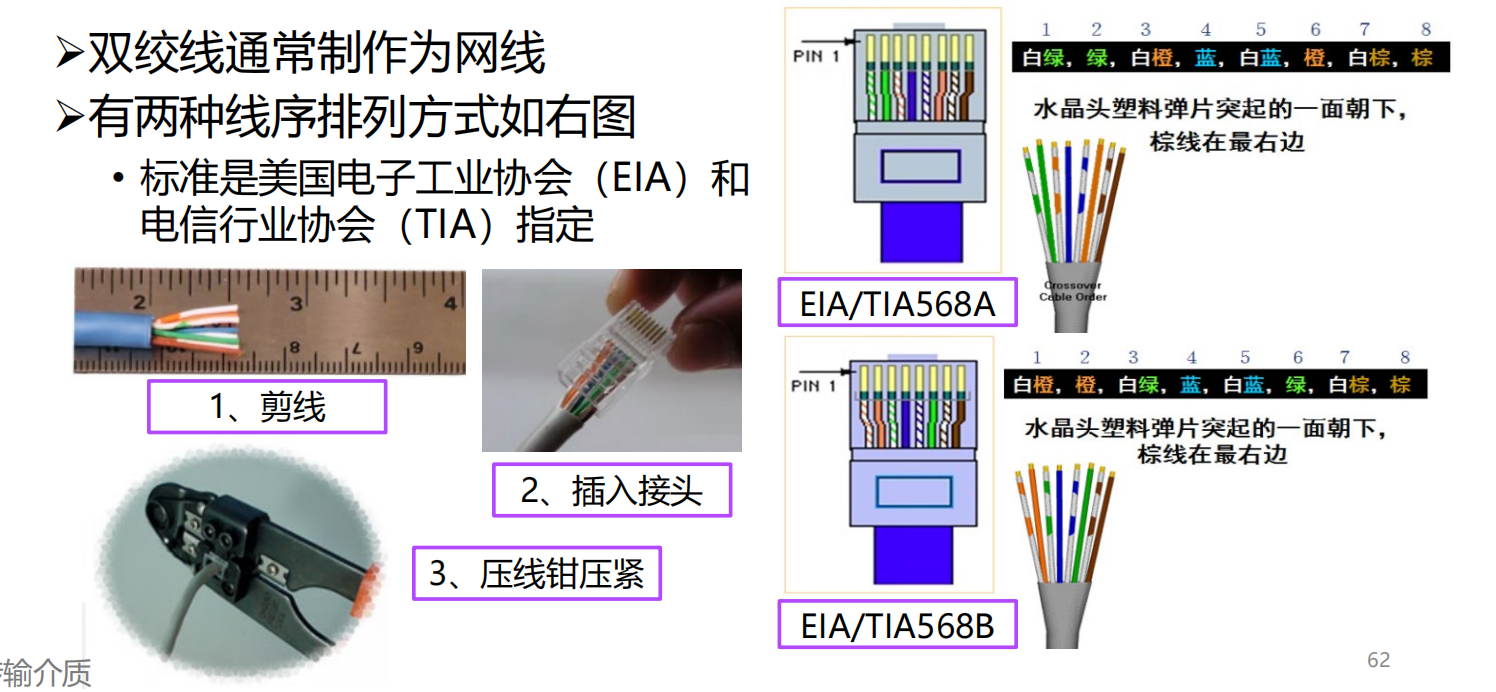 ➢双绞线通常制作为网线
➢有两种线序排列方式如右图
• 标准是美国电子工业协会（EIA）和
电信行业协会（TIA）指定
2 3 4
8 7 6
1、剪线
2、插入接头
3、压线钳压紧
PIN 1
EIA/TIA568A
1 2 3 4 5 6 7 8
白绿，绿，白橙，蓝，白蓝，橙，白棕，棕
水晶头塑料弹片突起的一面朝下，
棕线在最右边
Crossover
Cable Order
PIN 1
EIA/TIA568B
1 2 3 4 5 6 7 8
白橙，橙，白绿，蓝，白蓝，绿，白棕，棕
水晶头塑料弹片突起的一面朝下，
棕线在最右边
输介质
62